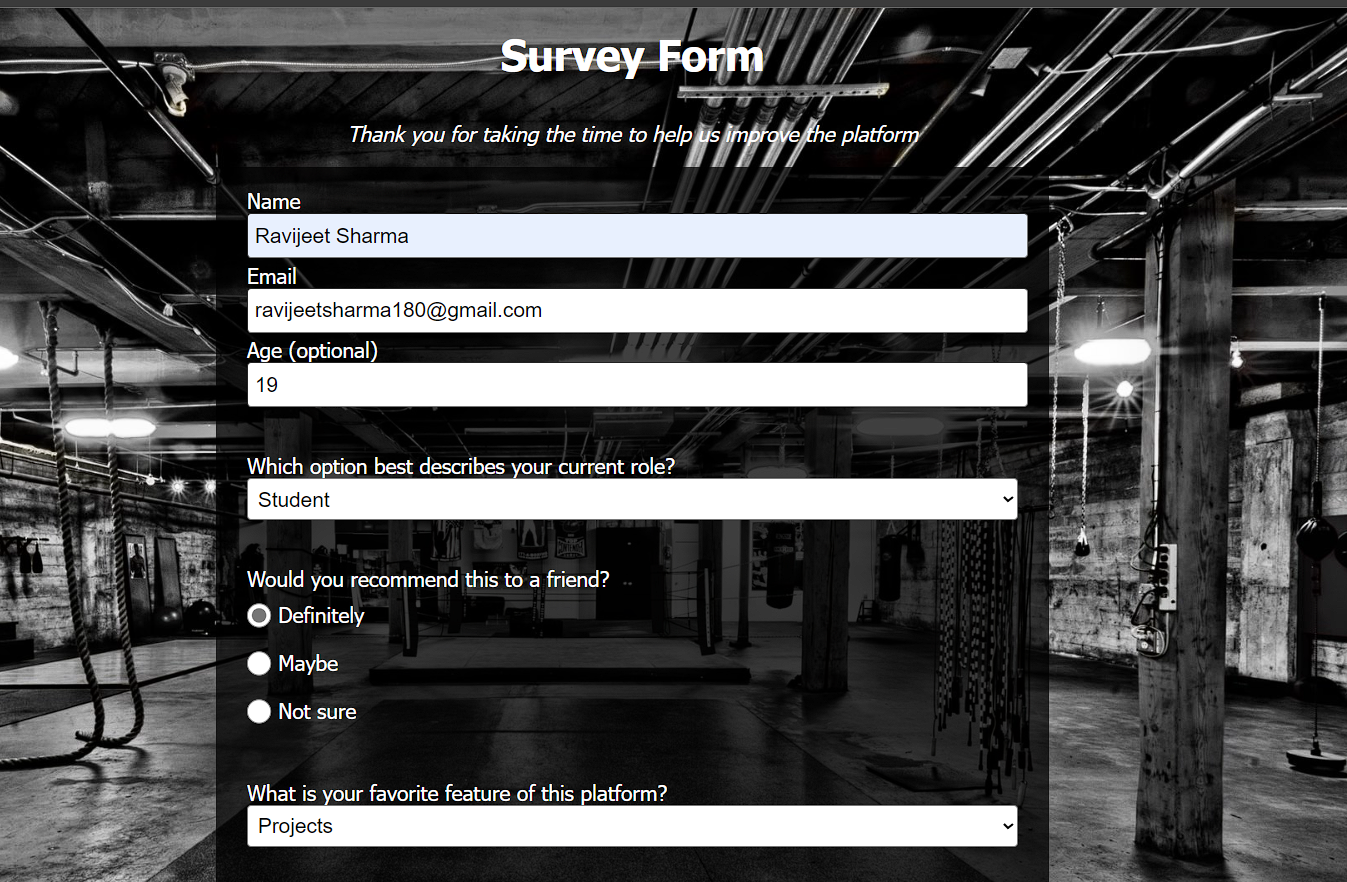 Survey Form
Thank you for taking the time to help us improve the platform
Name
Ravijeet Sharma
Email
ravijeetsharma180@gmail.com
Age (optional)
19
Which option best describes your current role?
Student
Would you recommend this to a friend?
Definitely
Maybe
Not sure
What is your favorite feature of this platform?
Projects